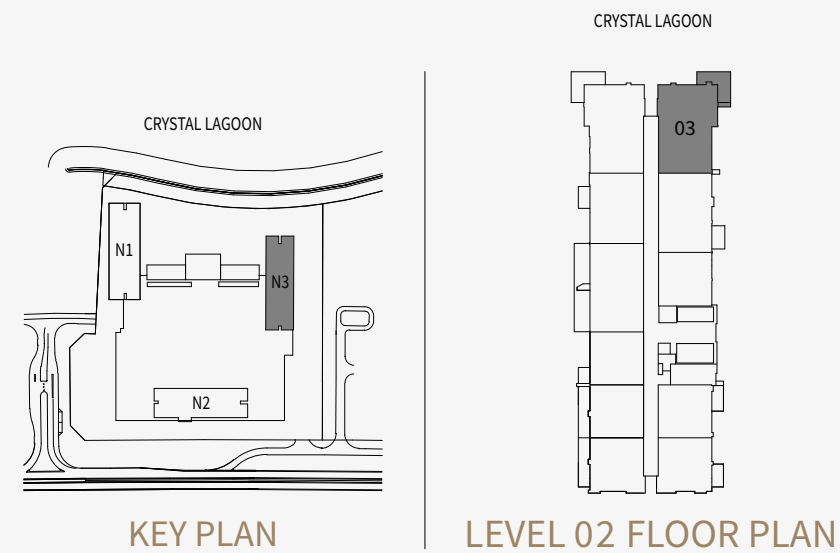 CRYSTAL LAGOON
N1
N3
N2
KEY PLAN
CRYSTAL LAGOON
03
LEVEL 02 FLOOR PLAN